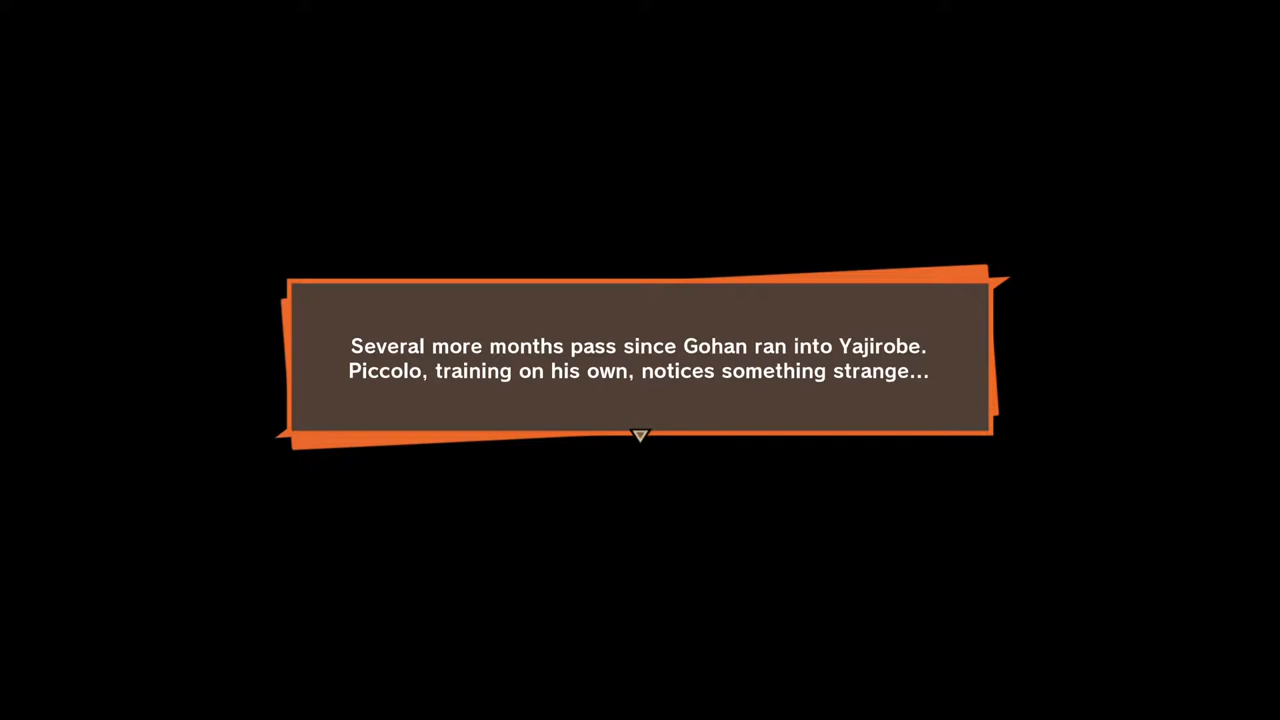 Several more months pass since Gohan ran into Yajirobe.
Piccolo, training on his own, notices something strange...